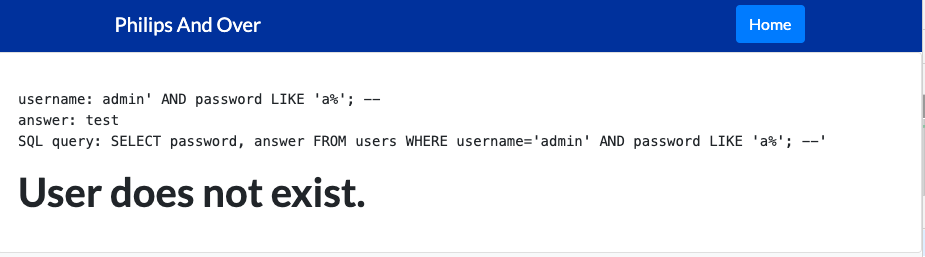 Philips And Over
Home
username: admin' AND password LIKE 'a%'; --
answer: test
SQL query: SELECT password, answer FROM users WHERE username='admin' AND password LIKE 'a%'; --'
User does not exist.